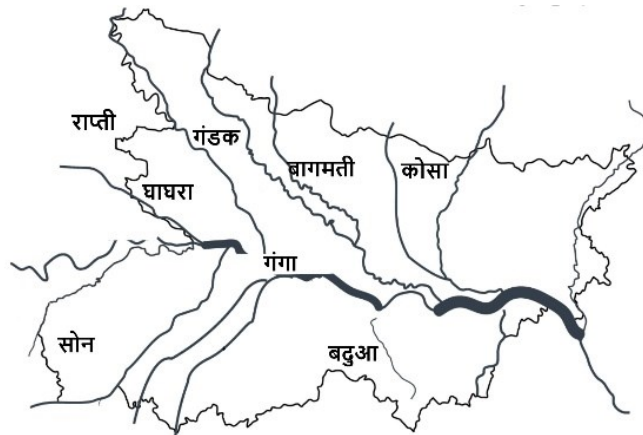 राप्ती
गंडक
बागमती
कोसा
घाघरा
गंगा
सोन
बदुआ